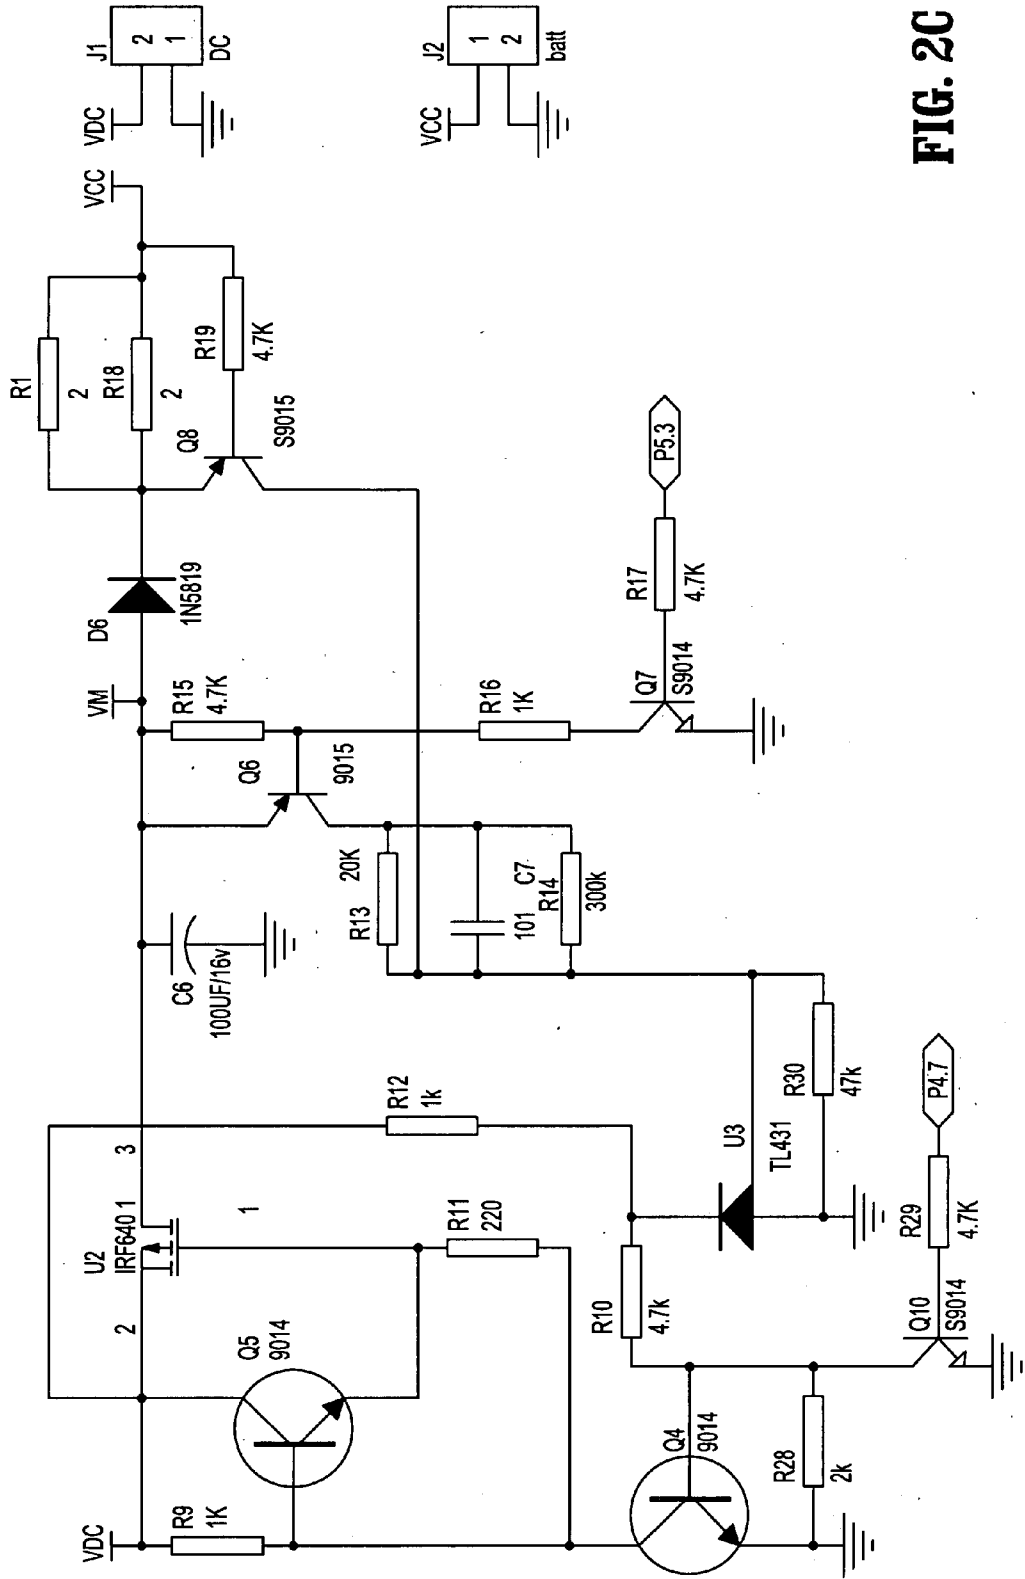 J1
2
1
DC
VDC
J2
1
2
batt
VCC
VCC
R1
2
R18
2
R19
4.7K
Q8
S9015
D6
1N5819
VM
R15
4.7K
Q6
9015
R16
1K
Q7
S9014
R17
4.7K
P5.3
C6
100UF/16v
R13
20K
101
C7
R14
300k
R12
1k
U2
IRF640 1
3
2
1
R11
220
Q5
9014
VDC
R9
1K
R10
4.7k
U3
TL431
R30
47k
Q4
9014
R28
2k
Q10
S9014
R29
4.7K
P4.7
FIG. 2C